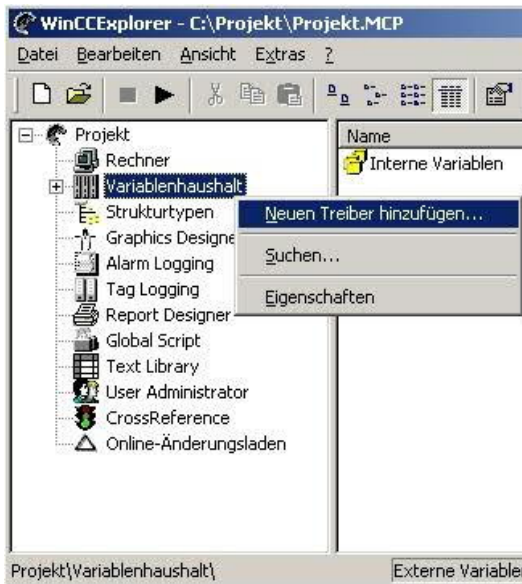 WinCCExplorer - C:\Projekt\Projekt.MCP
Datei Bearbeiten Ansicht Extras ?
Projekt
Rechner
Variablenhaushalt
Strukturtypen
Graphics Designe
Alarm Logging
Tag Logging
Report Designer
Global Script
Text Library
User Administrator
CrossReference
Online-Änderungsladen
Name
Interne Variablen
Neuen Treiber hinzufügen...
Suchen...
Eigenschaften
Projekt\Variablenhaushalt\
Externe Variable